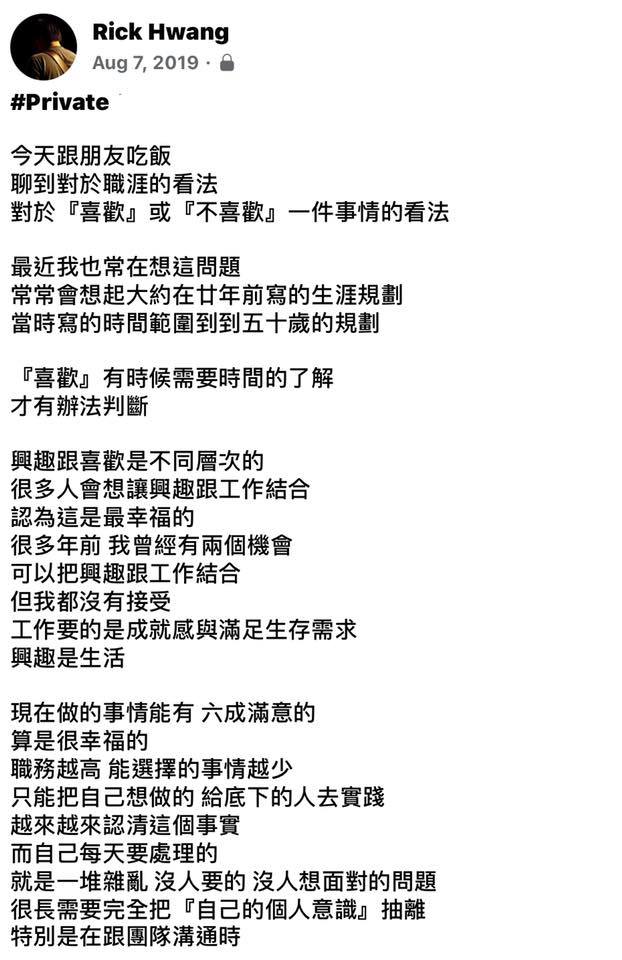 Rick Hwang
Aug 7, 2019 ·
#Private
今天跟朋友吃飯
聊到對於職涯的看法
對於『喜歡』或『不喜歡』一件事情的看法
最近我也常在想這問題
常常會想起大約在廿年前寫的生涯規劃
當時寫的時間範圍到到五十歲的規劃
『喜歡』有時候需要時間的了解
才有辦法判斷
興趣跟喜歡是不同層次的
很多人會想讓興趣跟工作結合
認為這是最幸福的
很多年前 我曾經有兩個機會
可以把興趣跟工作結合
但我都沒有接受
工作要的是成就感與滿足生存需求
興趣是生活
現在做的事情能有 六成滿意的
算是很幸福的
職務越高 能選擇的事情越少
只能把自己想做的 給底下的人去實踐
越來越來認清這個事實
而自己每天要處理的
就是一堆雜亂 沒人要的 沒人想面對的問題
很長需要完全把『自己的個人意識』抽離
特別是在跟團隊溝通時